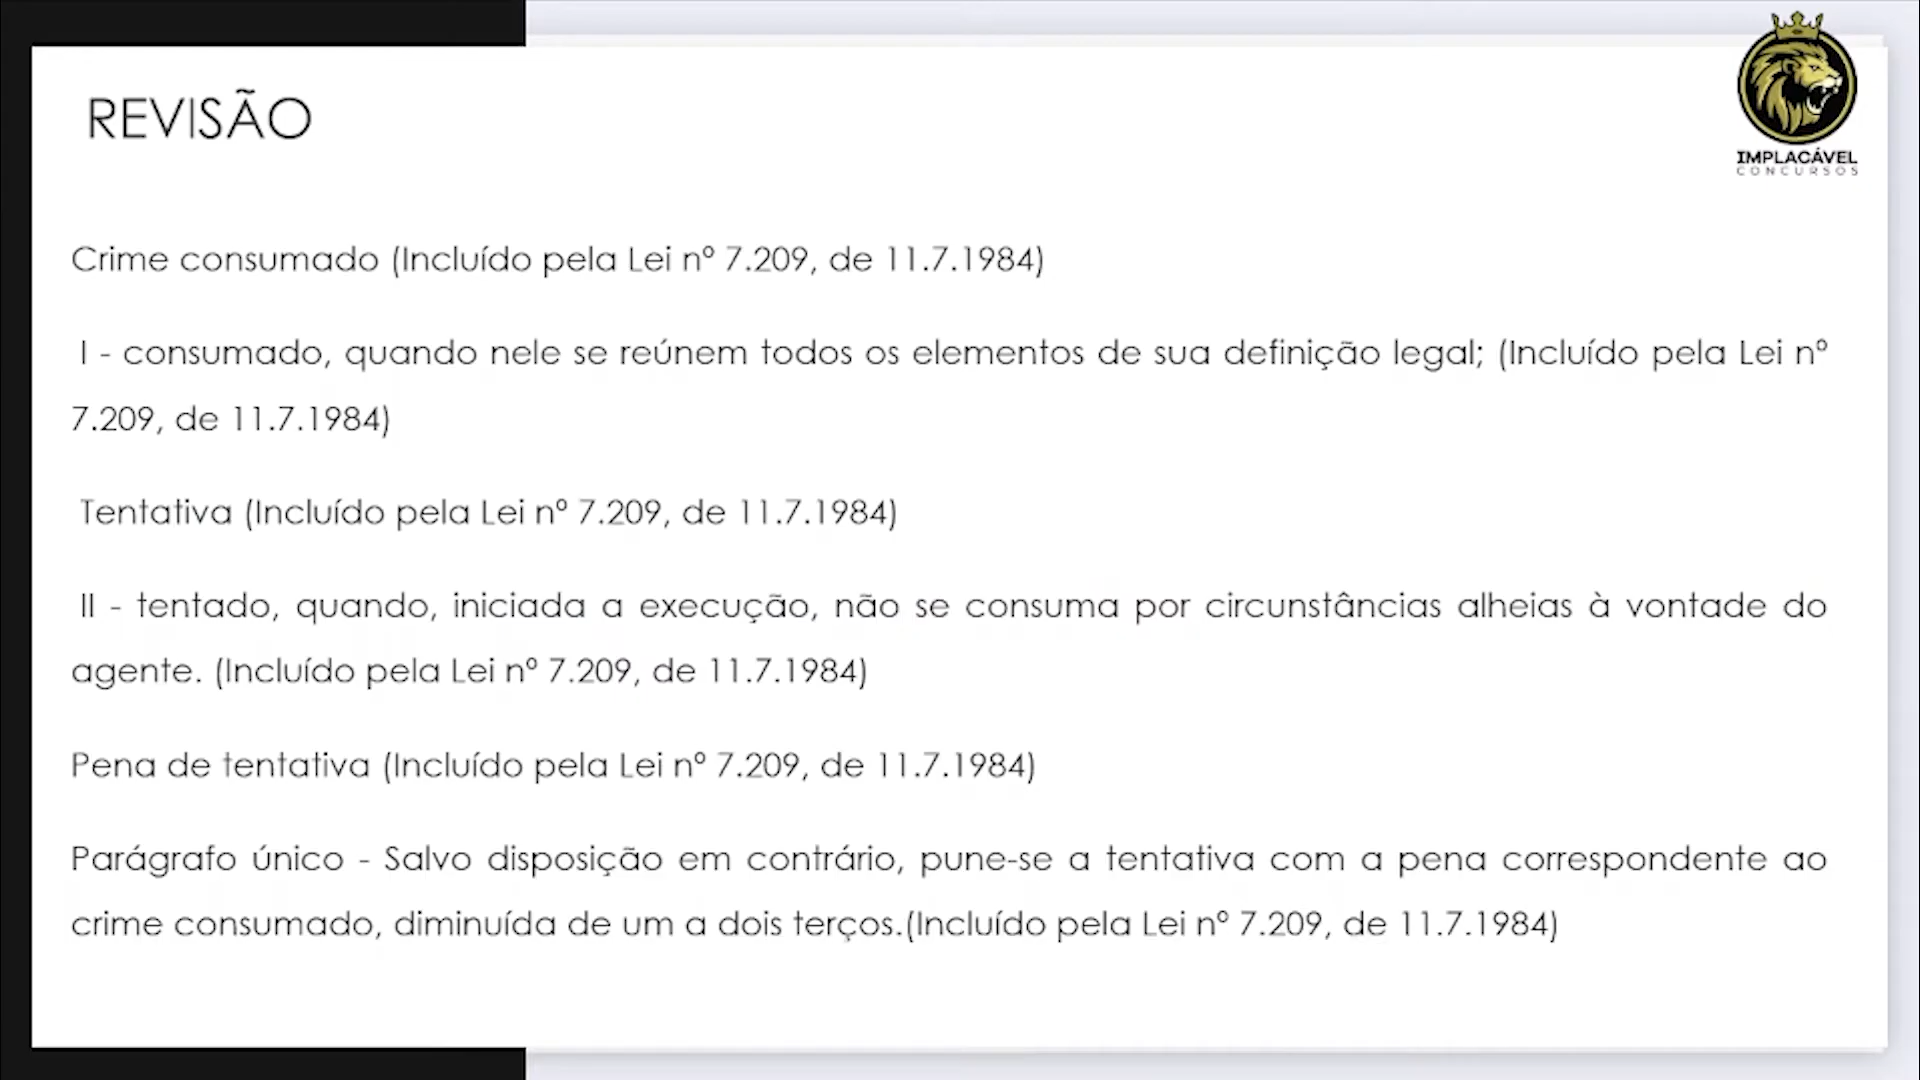 REVISÃO
IMPLACÁVEL
CONCURSOS
Crime consumado (Incluído pela Lei nº 7.209, de 11.7.1984)
I - consumado, quando nele se reúnem todos os elementos de sua definição legal; (Incluído pela Lei nº
7.209, de 11.7.1984)
Tentativa (Incluído pela Lei nº 7.209, de 11.7.1984)
II - tentado, quando, iniciada a execução, não se consuma por circunstâncias alheias à vontade do
agente. (Incluído pela Lei nº 7.209, de 11.7.1984)
Pena de tentativa (Incluído pela Lei nº 7.209, de 11.7.1984)
Parágrafo único - Salvo disposição em contrário, pune-se a tentativa com a pena correspondente ao
crime consumado, diminuída de um a dois terços.(Incluído pela Lei nº 7.209, de 11.7.1984)